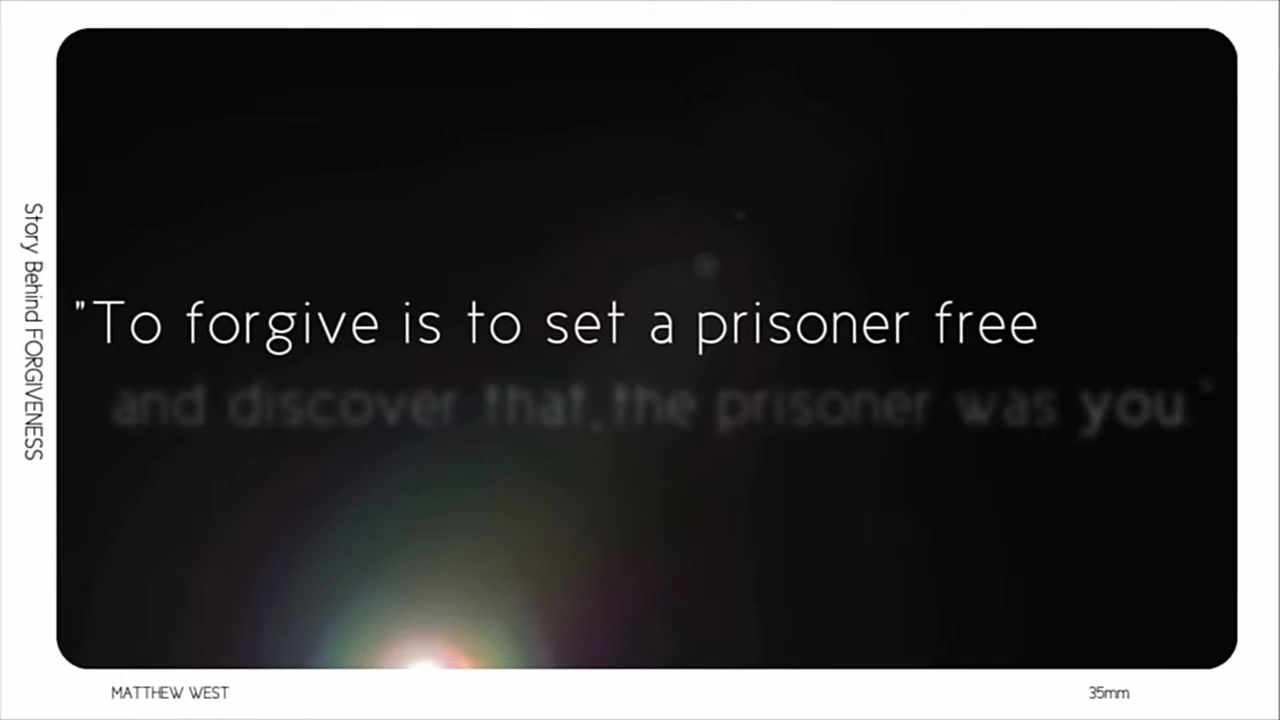 Story Behind FORGIVENESS
"To forgive is to set a prisoner free
and discover that the prisoner was you."
MATTHEW WEST
35mm